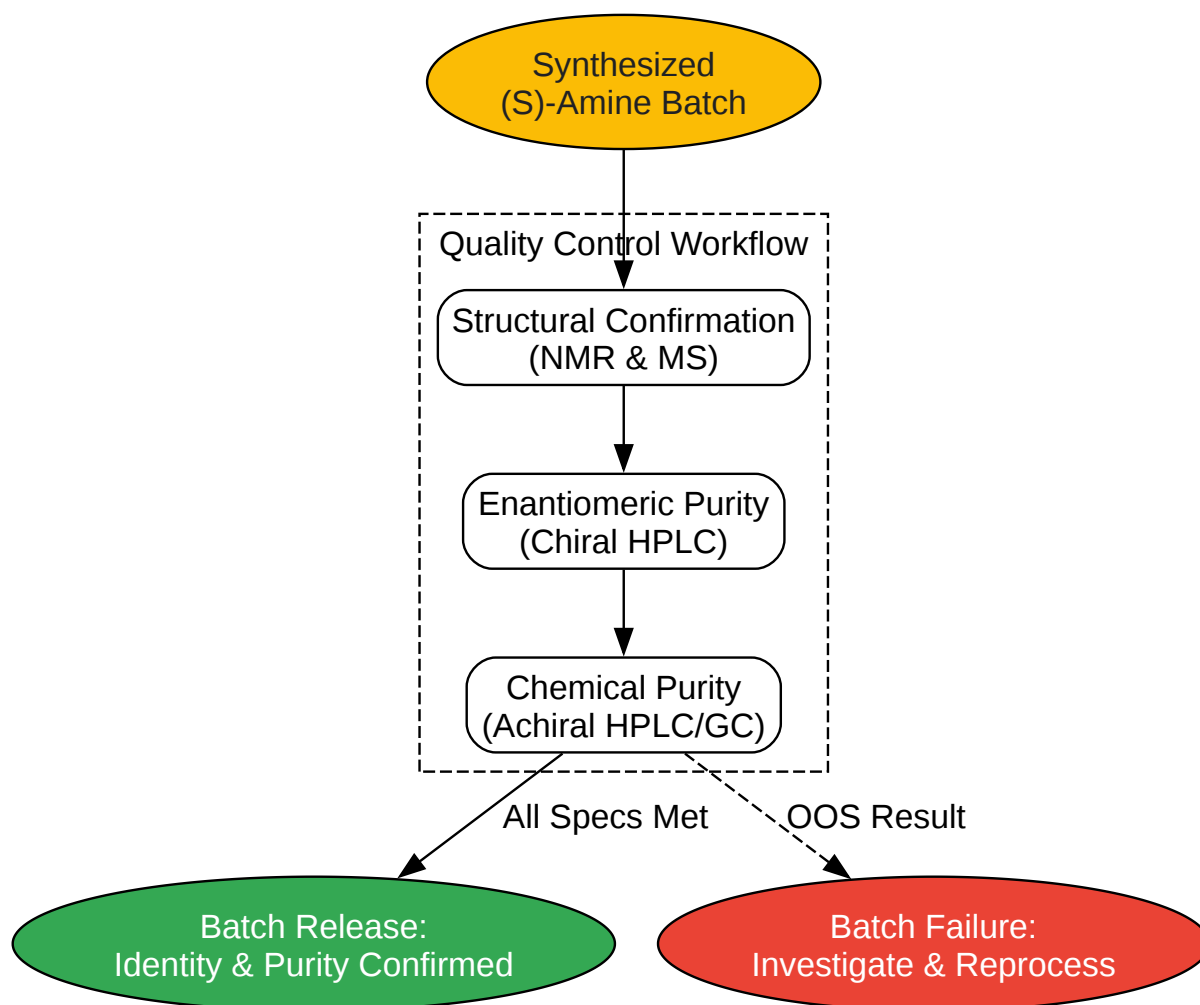 Synthesized
(S)-Amine Batch
Quality Control Workflow
Structural Confirmation
(NMR & MS)
Enantiomeric Purity
(Chiral HPLC)
Chemical Purity
(Achiral HPLC/GC)
All Specs Met
OOS Result
Batch Release:
Identity & Purity Confirmed
Batch Failure:
Investigate & Reprocess